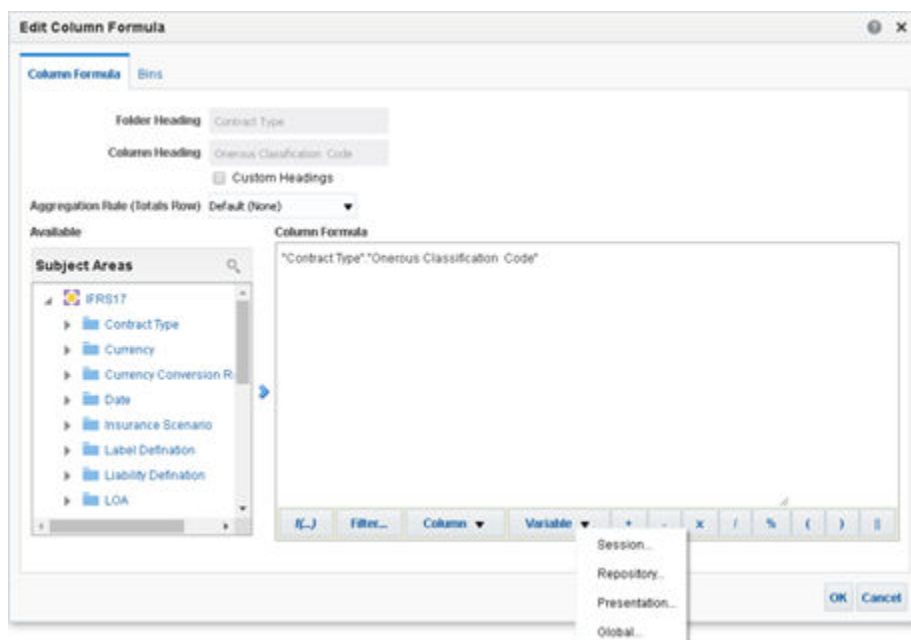 Edit Column Formula
Column Formula Bins
Folder Heading Contract Type
Column Heading Onerous Classification Code
Custom Headings
Aggregation Rule (Totals Row) Default (None)
Available Column Formula
Subject Areas
"Contract Type"."Onerous Classification Code"
IFRS17
Contract Type
Currency
Currency Conversion R
Date
Insurance Scenario
Label Defination
Liability Defination
LOA
f(...) Filter... Column Variable + - x / % ( ) ||
Session...
Repository...
Presentation...
Global...
OK Cancel